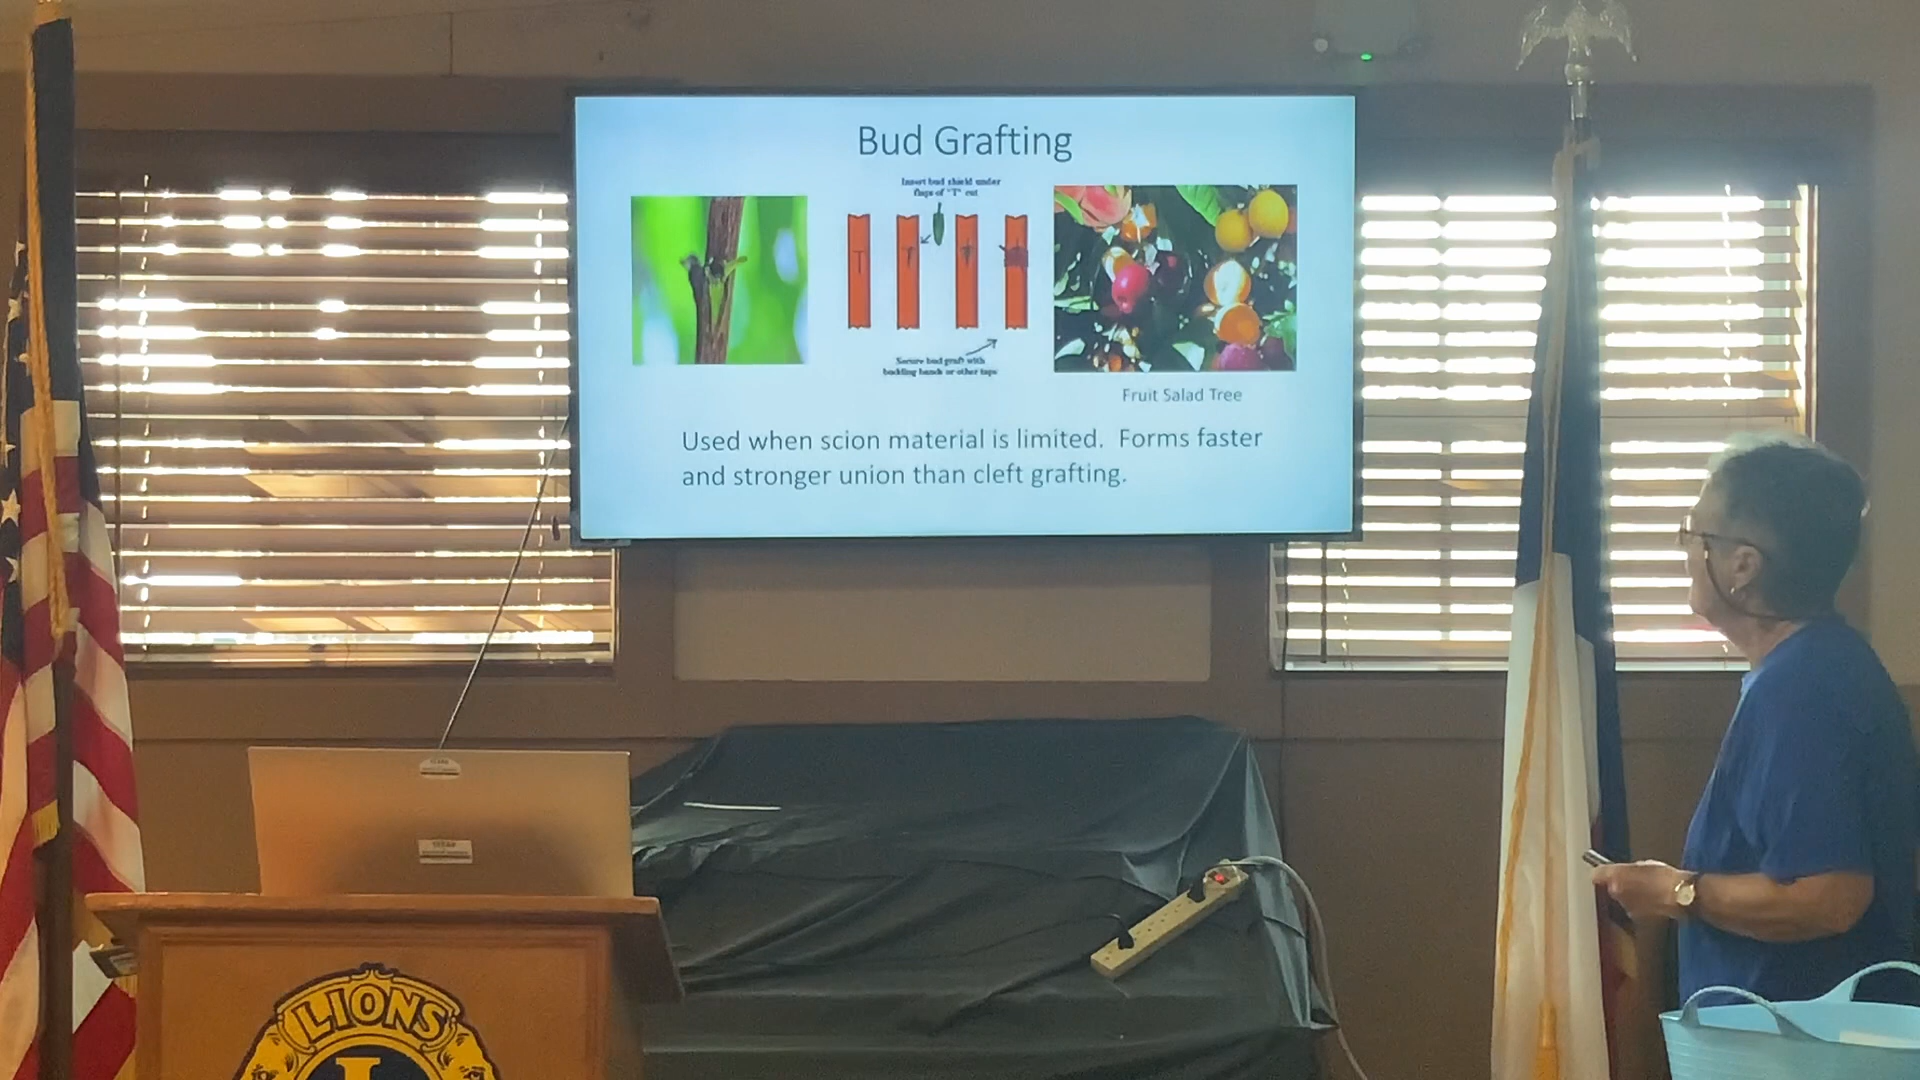 Bud Grafting
Insert bud shield under
flaps of "T" cut
Secure bud graft with
budding bands or other tape
Fruit Salad Tree
Used when scion material is limited. Forms faster
and stronger union than cleft grafting.
LIONS
L